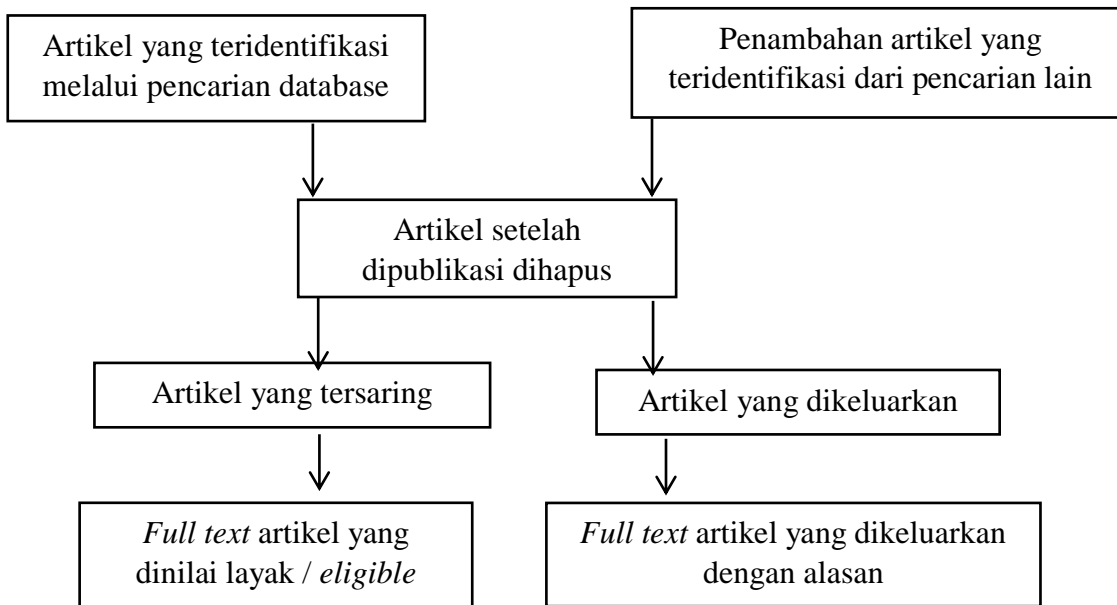 Artikel yang teridentifikasi
melalui pencarian database
Penambahan artikel yang
teridentifikasi dari pencarian lain
Artikel setelah
dipublikasi dihapus
Artikel yang tersaring
Artikel yang dikeluarkan
Full text artikel yang
dinilai layak / eligible
Full text artikel yang dikeluarkan
dengan alasan